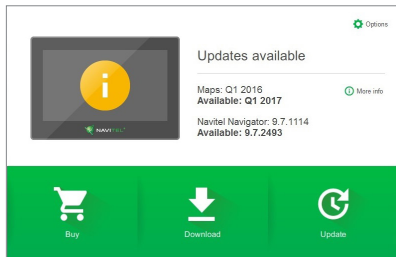 Options
Updates available
Maps: Q1 2016
More info
Available: Q1 2017
Navitel Navigator: 9.7.1114
Available: 9.7.2493
NAVITEL
Buy
Download
Update